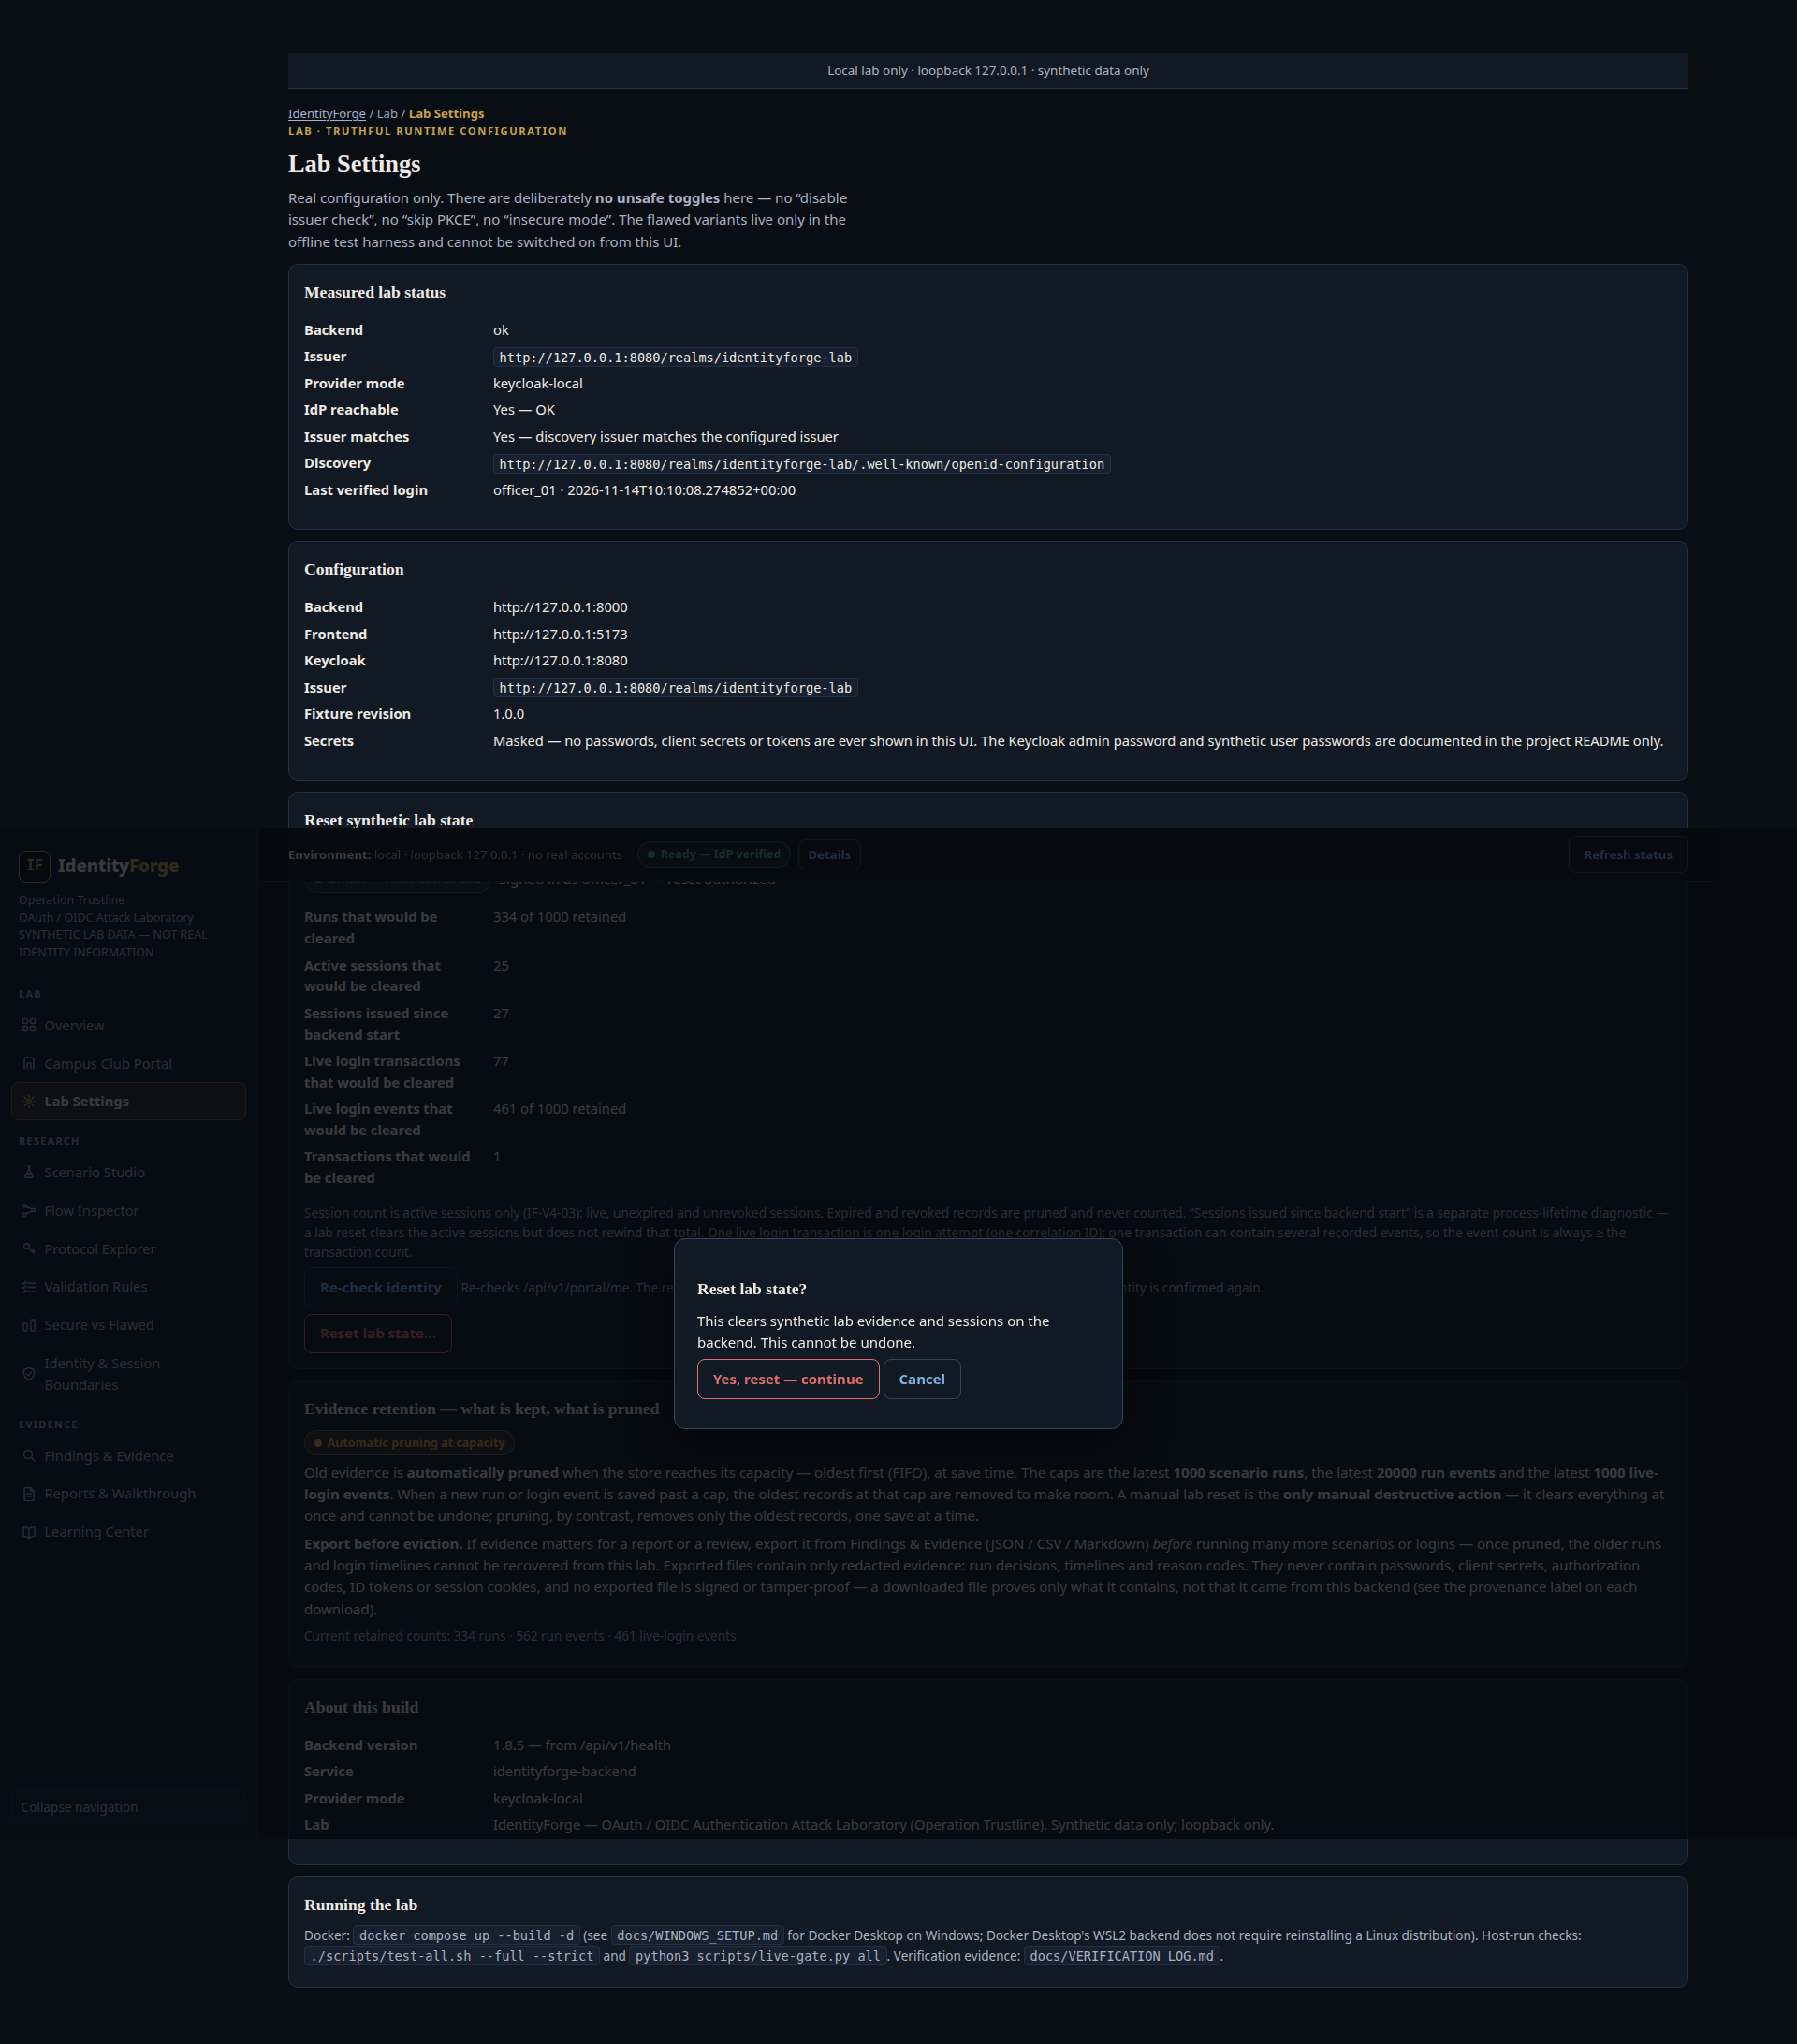 Local lab only · loopback 127.0.0.1 · synthetic data only
IdentityForge / Lab / Lab Settings
LAB · TRUTHFUL RUNTIME CONFIGURATION
Lab Settings
Real configuration only. There are deliberately no unsafe toggles here — no “disable
issuer check”, no “skip PKCE”, no “insecure mode”. The flawed variants live only in the
offline test harness and cannot be switched on from this UI.
Measured lab status
Backend ok
Issuer http://127.0.0.1:8080/realms/identityforge-lab
Provider mode keycloak-local
IdP reachable Yes — OK
Issuer matches Yes — discovery issuer matches the configured issuer
Discovery http://127.0.0.1:8080/realms/identityforge-lab/.well-known/openid-configuration
Last verified login officer_01 · 2026-11-14T10:10:08.274852+00:00
Configuration
Backend http://127.0.0.1:8000
Frontend http://127.0.0.1:5173
Keycloak http://127.0.0.1:8080
Issuer http://127.0.0.1:8080/realms/identityforge-lab
Fixture revision 1.0.0
Secrets Masked — no passwords, client secrets or tokens are ever shown in this UI. The Keycloak admin password and synthetic user passwords are documented in the project README only.
Reset synthetic lab state
IF IdentityForge
Operation Trustline
OAuth / OIDC Attack Laboratory
SYNTHETIC LAB DATA — NOT REAL
IDENTITY INFORMATION
LAB
Overview
Campus Club Portal
Lab Settings
RESEARCH
Scenario Studio
Flow Inspector
Protocol Explorer
Validation Rules
Secure vs Flawed
Identity & Session
Boundaries
EVIDENCE
Findings & Evidence
Reports & Walkthrough
Learning Center
Collapse navigation
Environment: local · loopback 127.0.0.1 · no real accounts Ready — IdP verified Details Refresh status
Runs that would be 334 of 1000 retained
cleared
Active sessions that 25
would be cleared
Sessions issued since 27
backend start
Live login transactions 77
that would be cleared
Live login events that 461 of 1000 retained
would be cleared
Transactions that would 1
be cleared
Session count is active sessions only (IF-V4-03): live, unexpired and unrevoked sessions. Expired and revoked records are pruned and never counted. “Sessions issued since backend start” is a separate process-lifetime diagnostic —
a lab reset clears the active sessions but does not rewind that total. One live login transaction is one login attempt (one correlation ID); one transaction can contain several recorded events, so the event count is always ≥ the
transaction count.
Re-check identity Re-checks /api/v1/portal/me. The re ntity is confirmed again.
Reset lab state...
Reset lab state?
This clears synthetic lab evidence and sessions on the
backend. This cannot be undone.
Yes, reset — continue Cancel
Evidence retention — what is kept, what is pruned
Automatic pruning at capacity
Old evidence is automatically pruned when the store reaches its capacity — oldest first (FIFO), at save time. The caps are the latest 1000 scenario runs, the latest 20000 run events and the latest 1000 live-
login events. When a new run or login event is saved past a cap, the oldest records at that cap are removed to make room. A manual lab reset is the only manual destructive action — it clears everything at
once and cannot be undone; pruning, by contrast, removes only the oldest records, one save at a time.
Export before eviction. If evidence matters for a report or a review, export it from Findings & Evidence (JSON / CSV / Markdown) before running many more scenarios or logins — once pruned, the older runs
and login timelines cannot be recovered from this lab. Exported files contain only redacted evidence: run decisions, timelines and reason codes. They never contain passwords, client secrets, authorization
codes, ID tokens or session cookies, and no exported file is signed or tamper-proof — a downloaded file proves only what it contains, not that it came from this backend (see the provenance label on each
download).
Current retained counts: 334 runs · 562 run events · 461 live-login events
About this build
Backend version 1.8.5 — from /api/v1/health
Service identityforge-backend
Provider mode keycloak-local
Lab IdentityForge — OAuth / OIDC Authentication Attack Laboratory (Operation Trustline). Synthetic data only; loopback only.
Running the lab
Docker: docker compose up --build -d (see docs/WINDOWS_SETUP.md for Docker Desktop on Windows; Docker Desktop's WSL2 backend does not require reinstalling a Linux distribution). Host-run checks:
./scripts/test-all.sh --full --strict and python3 scripts/live-gate.py all. Verification evidence: docs/VERIFICATION_LOG.md.